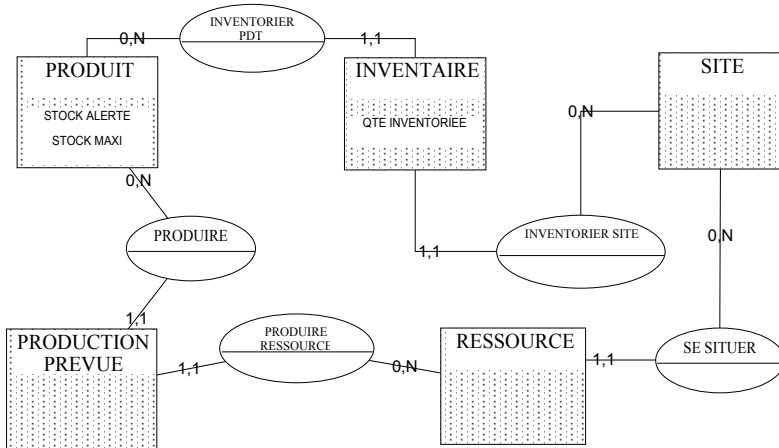 INVENTORIER
PDT
0,N
1,1
PRODUIT
STOCK ALERTE
STOCK MAXI
INVENTAIRE
QTE INVENTORIEE
SITE
0,N
0,N
PRODUIRE
1,1
INVENTORIER SITE
0,N
1,1
PRODUCTION
PREVUE
1,1
PRODUIRE
RESSOURCE
0,N
RESSOURCE
1,1
SE SITUER